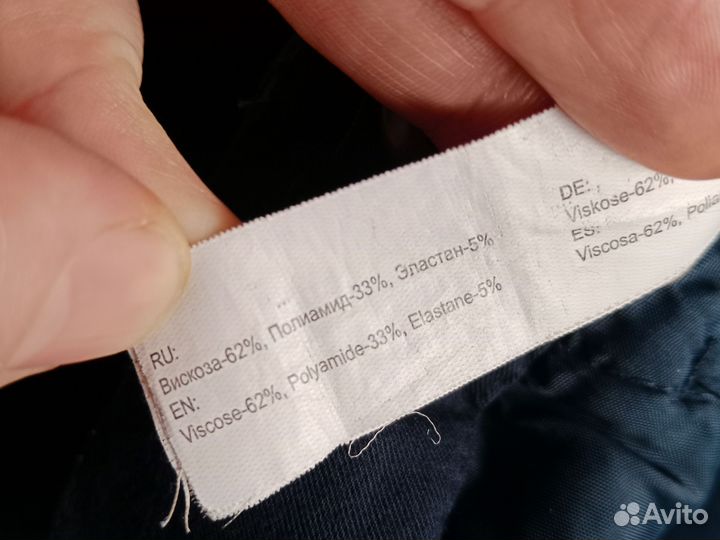 RU:
Вискоза-62%, Полиамид-33%, Эластан-5%
EN:
Viscose-62%, Polyamide-33%, Elastane-5%
DE:
Viskose-62%,
ES:
Viscosa-62%,
Avito